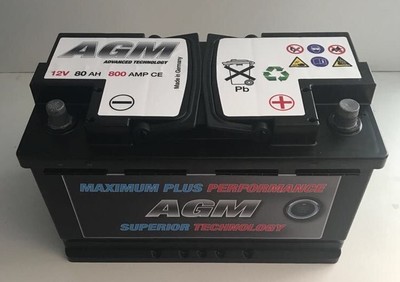 AGM
ADVANCED TECHNOLOGY
12V 80 AH 800 AMP CE
Made in Germany
Pb
MAXIMUM PLUS PERFORMANCE
AGM
SUPERIOR TECHNOLOGY